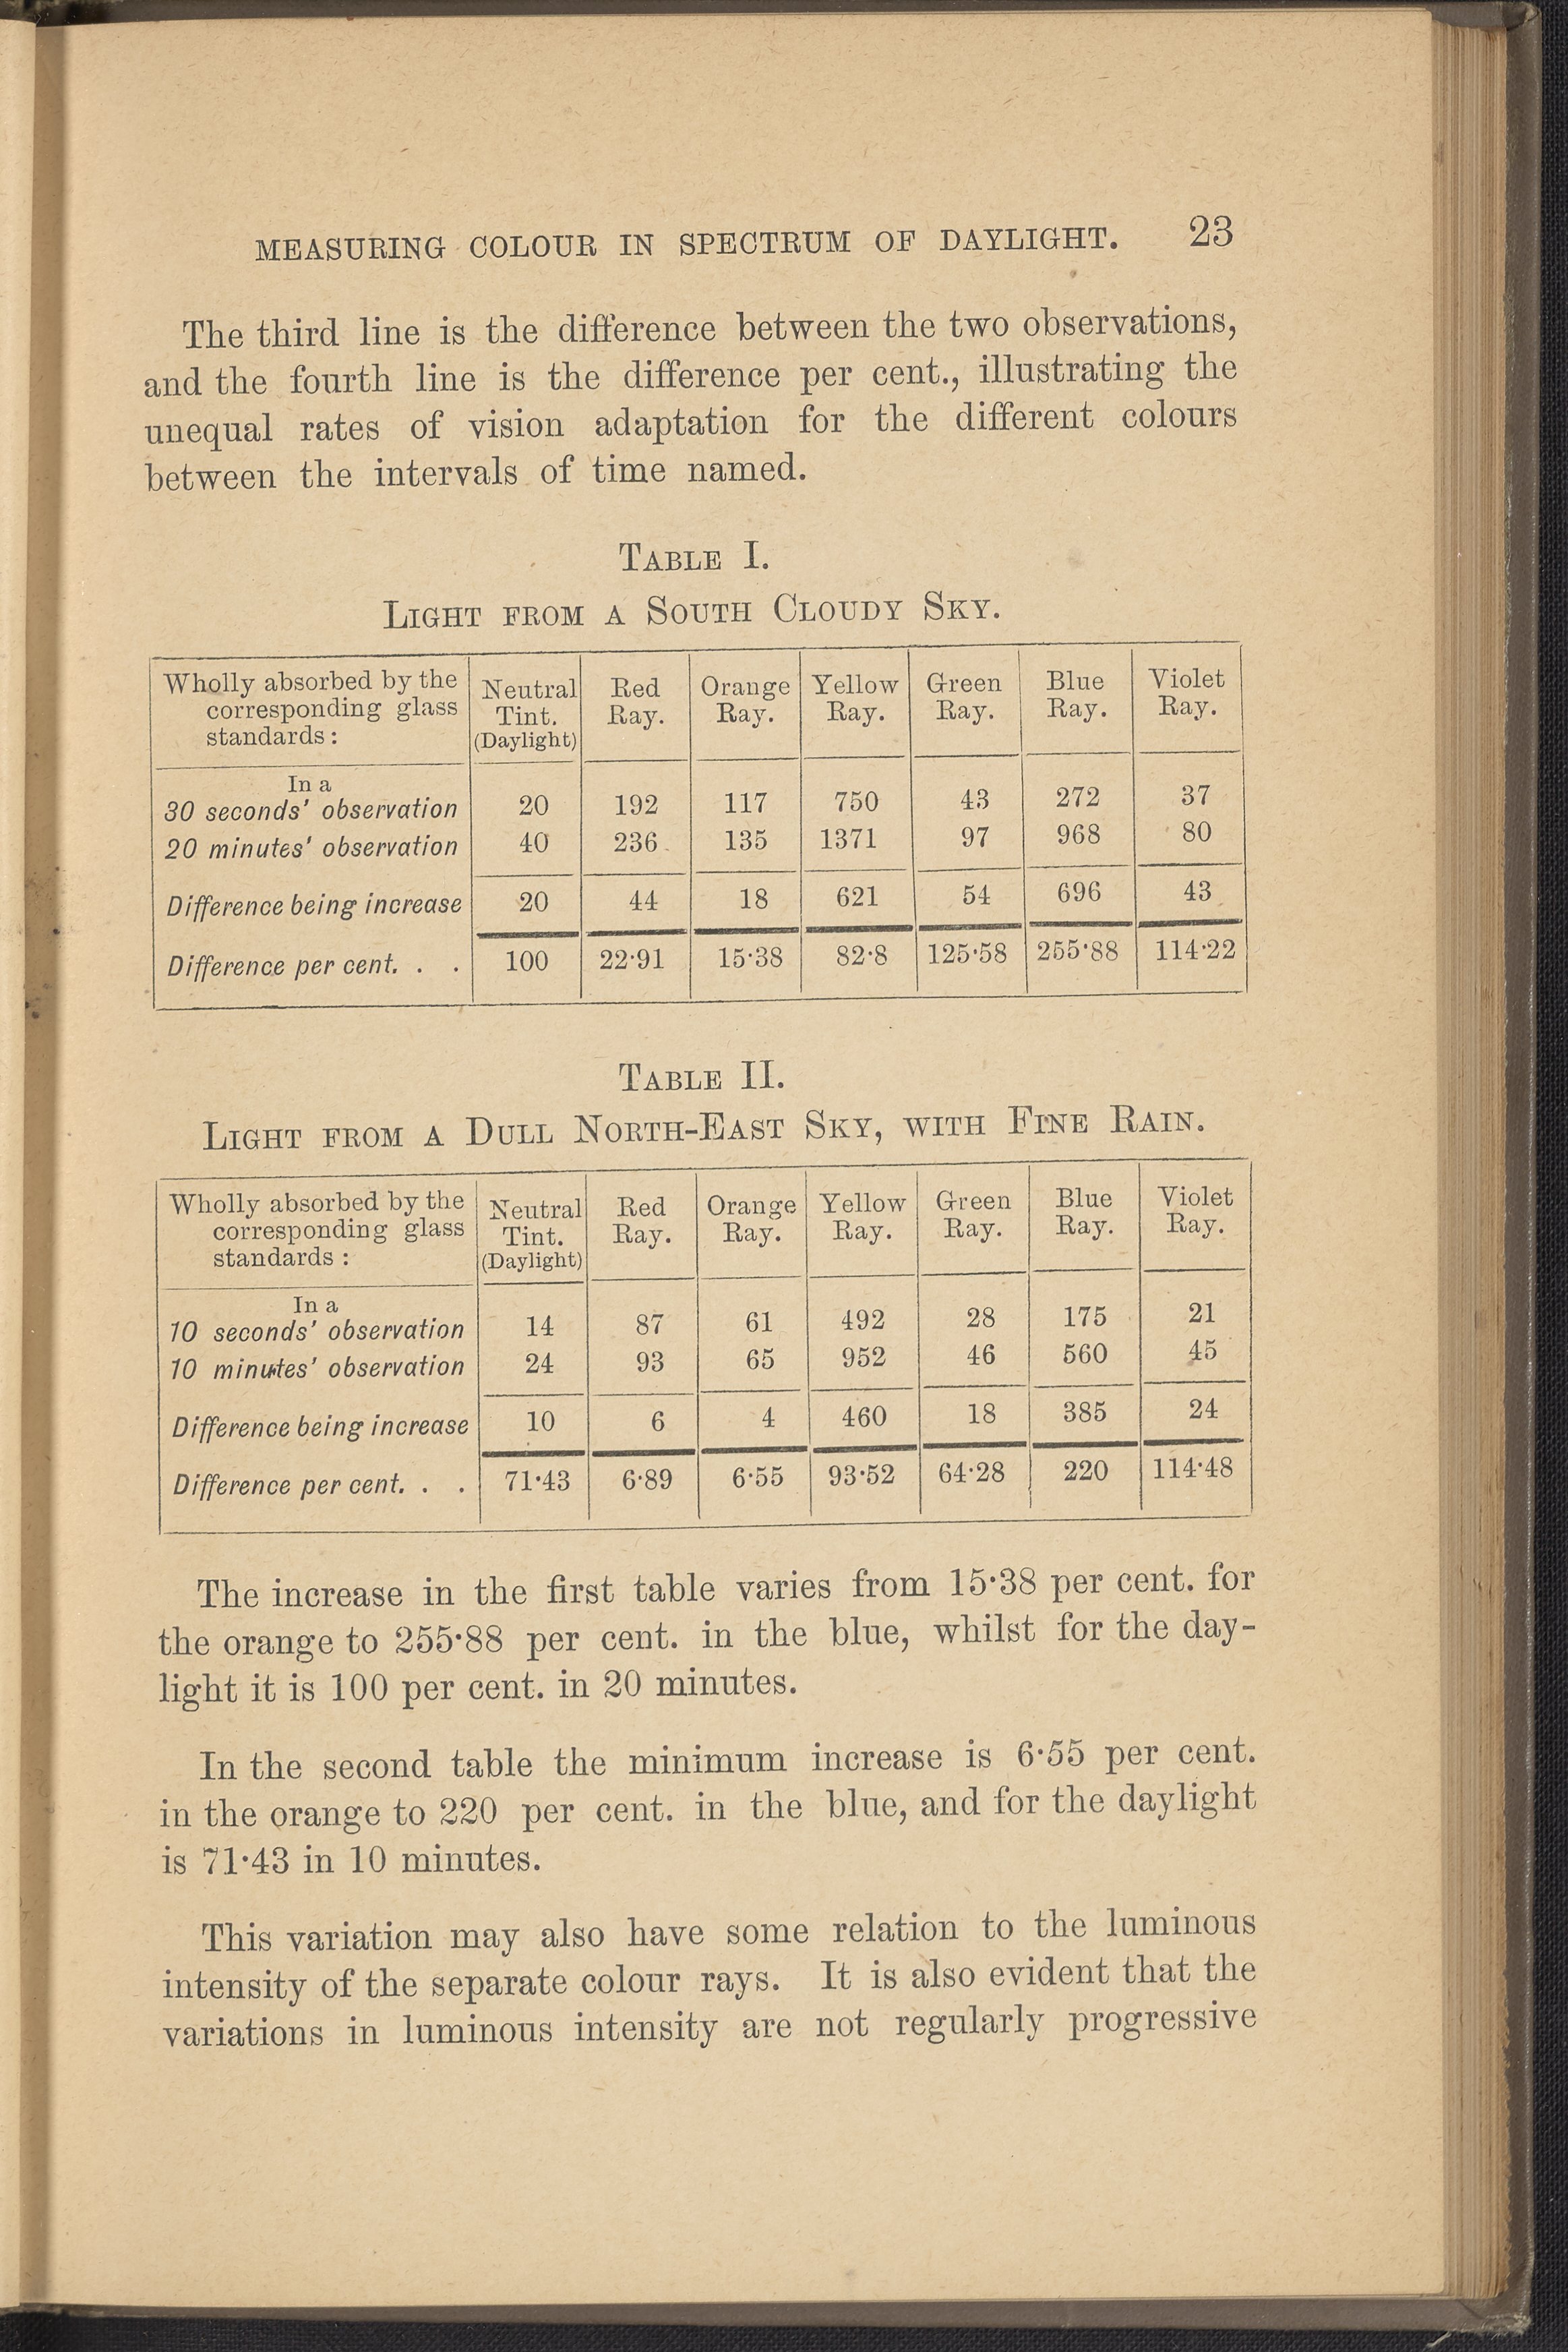 MEASURING COLOUR IN SPECTRUM OF DAYLIGHT. 23
The third line is the difference between the two observations,
and the fourth line is the difference per cent., illustrating the
unequal rates of vision adaptation for the different colours
between the intervals of time named.
TABLE I.
LIGHT FROM A SOUTH CLOUDY SKY.
Wholly absorbed by the corresponding glass standards: Neutral Tint. (Daylight) Red Ray. Orange Ray. Yellow Ray. Green Ray. Blue Ray. Violet Ray.
In a
30 seconds' observation 20 192 117 750 43 272 37
20 minutes' observation 40 236 135 1371 97 968 80
Difference being increase 20 44 18 621 54 696 43
Difference per cent. . . 100 22·91 15·38 82·8 125·58 255·88 114·22
TABLE II.
LIGHT FROM A DULL NORTH-EAST SKY, WITH FINE RAIN.
Wholly absorbed by the corresponding glass standards: Neutral Tint. (Daylight) Red Ray. Orange Ray. Yellow Ray. Green Ray. Blue Ray. Violet Ray.
In a
10 seconds' observation 14 87 61 492 28 175 21
10 minutes' observation 24 93 65 952 46 560 45
Difference being increase 10 6 4 460 18 385 24
Difference per cent. . . 71·43 6·89 6·55 93·52 64·28 220 114·48
The increase in the first table varies from 15·38 per cent. for
the orange to 255·88 per cent. in the blue, whilst for the day-
light it is 100 per cent. in 20 minutes.
In the second table the minimum increase is 6·55 per cent.
in the orange to 220 per cent. in the blue, and for the daylight
is 71·43 in 10 minutes.
This variation may also have some relation to the luminous
intensity of the separate colour rays. It is also evident that the
variations in luminous intensity are not regularly progressive